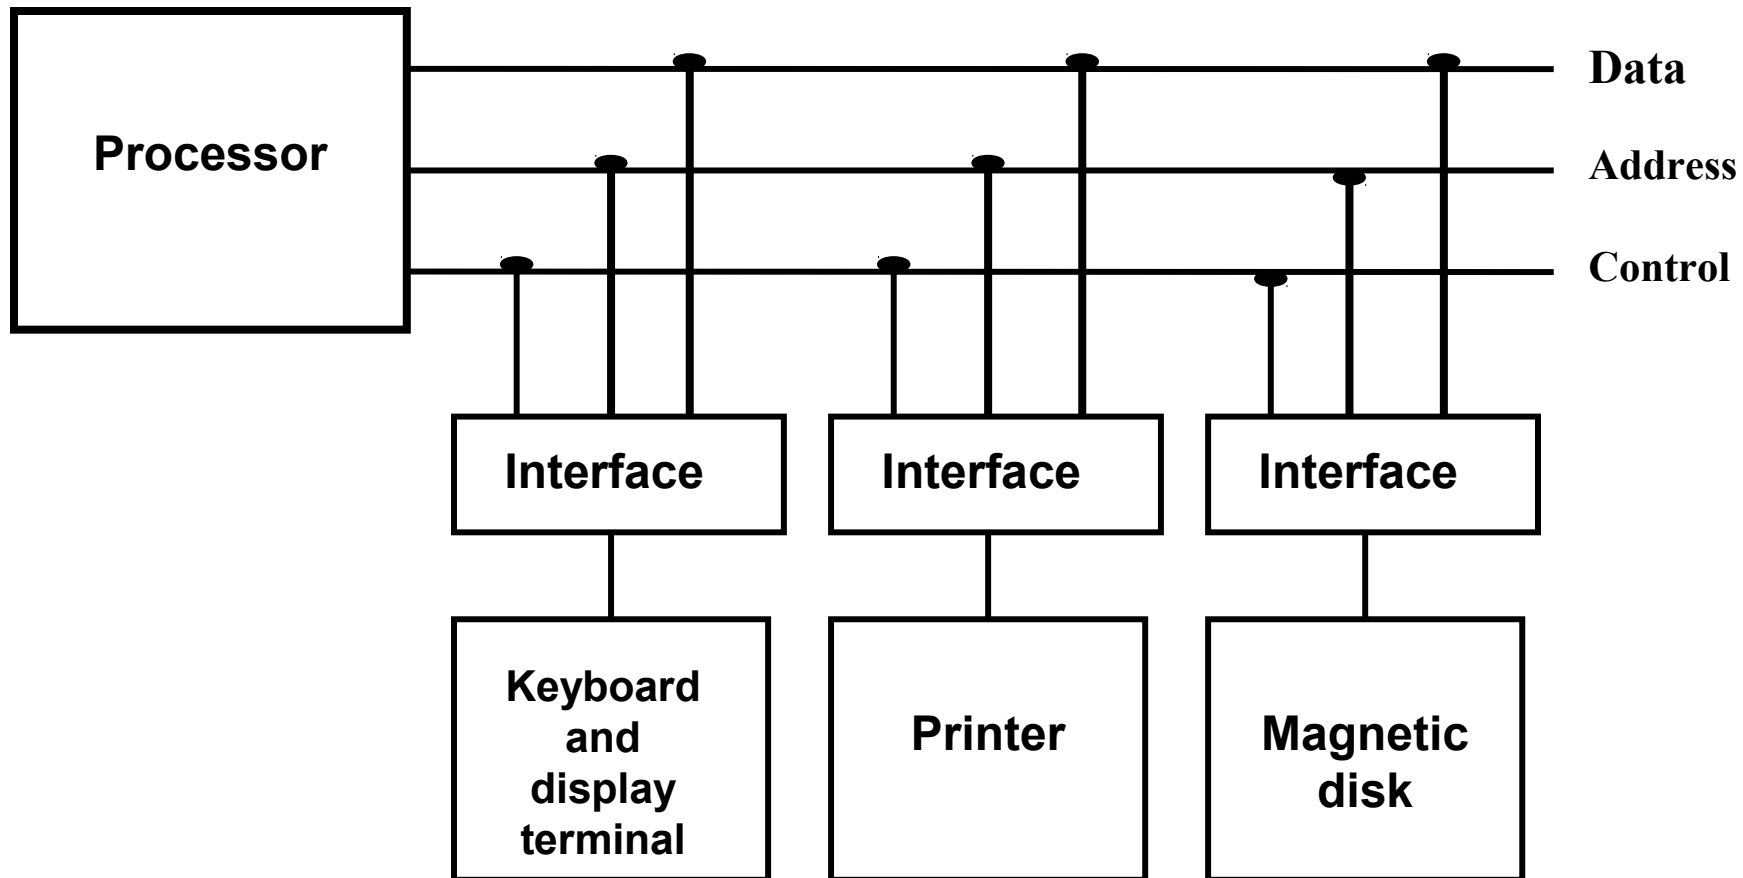 Processor
Data
Address
Control
Interface
Interface
Interface
Keyboard
and
display
terminal
Printer
Magnetic
disk